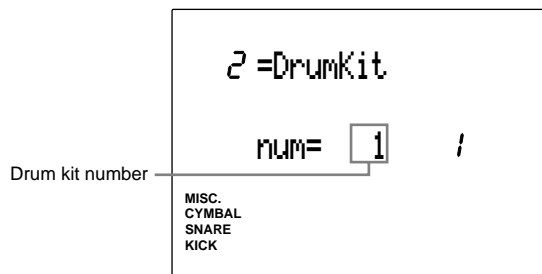 2 =DrumKit
num= 1 1
Drum kit number
MISC.
CYMBAL
SNARE
KICK